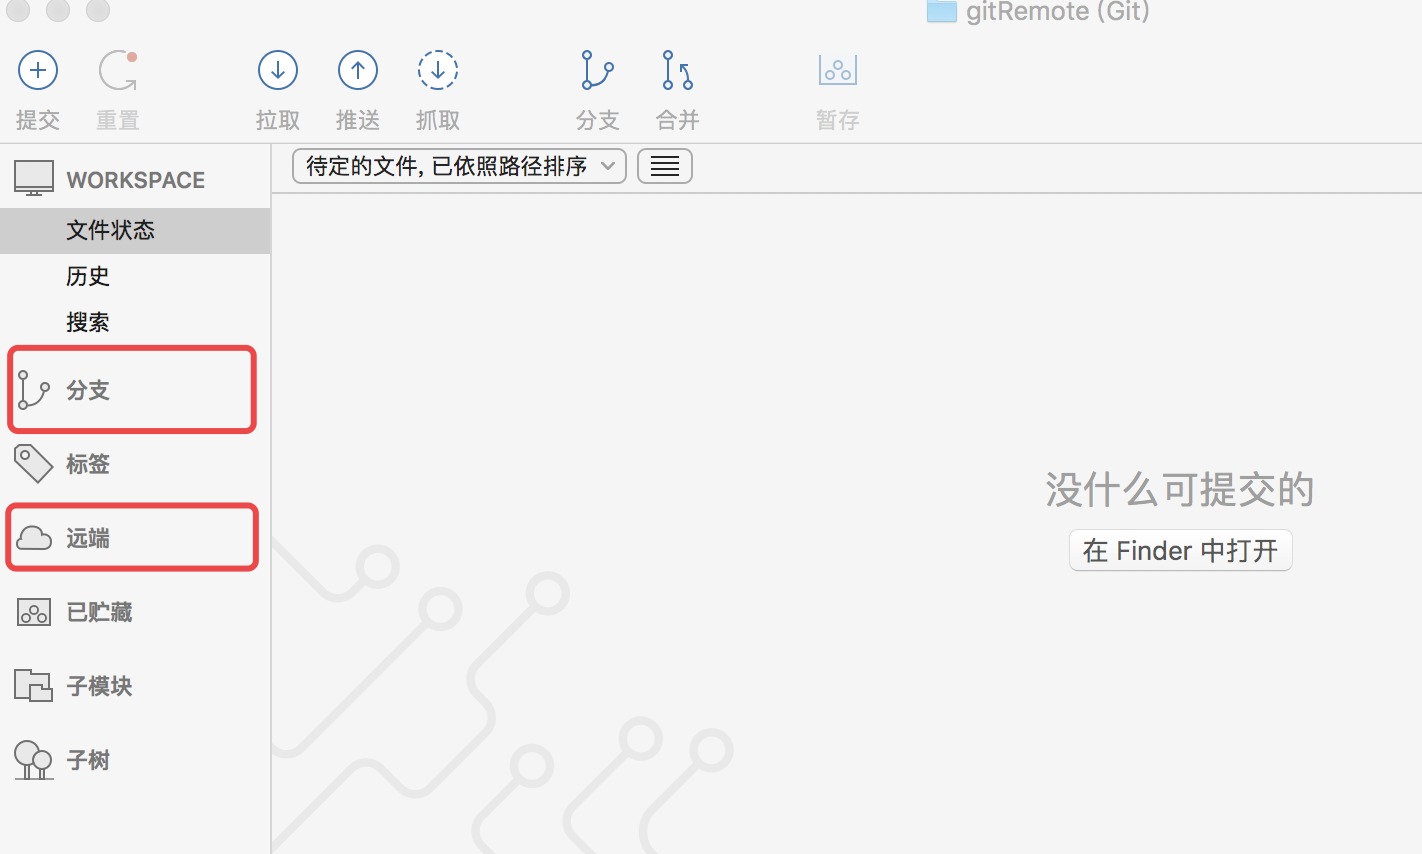 gitRemote (Git)
提交 重置 拉取 推送 抓取 分支 合并 暂存
WORKSPACE
待定的文件, 已依照路径排序
文件状态
历史
搜索
分支
标签
远端
已贮藏
子模块
子树
没什么可提交的
在 Finder 中打开